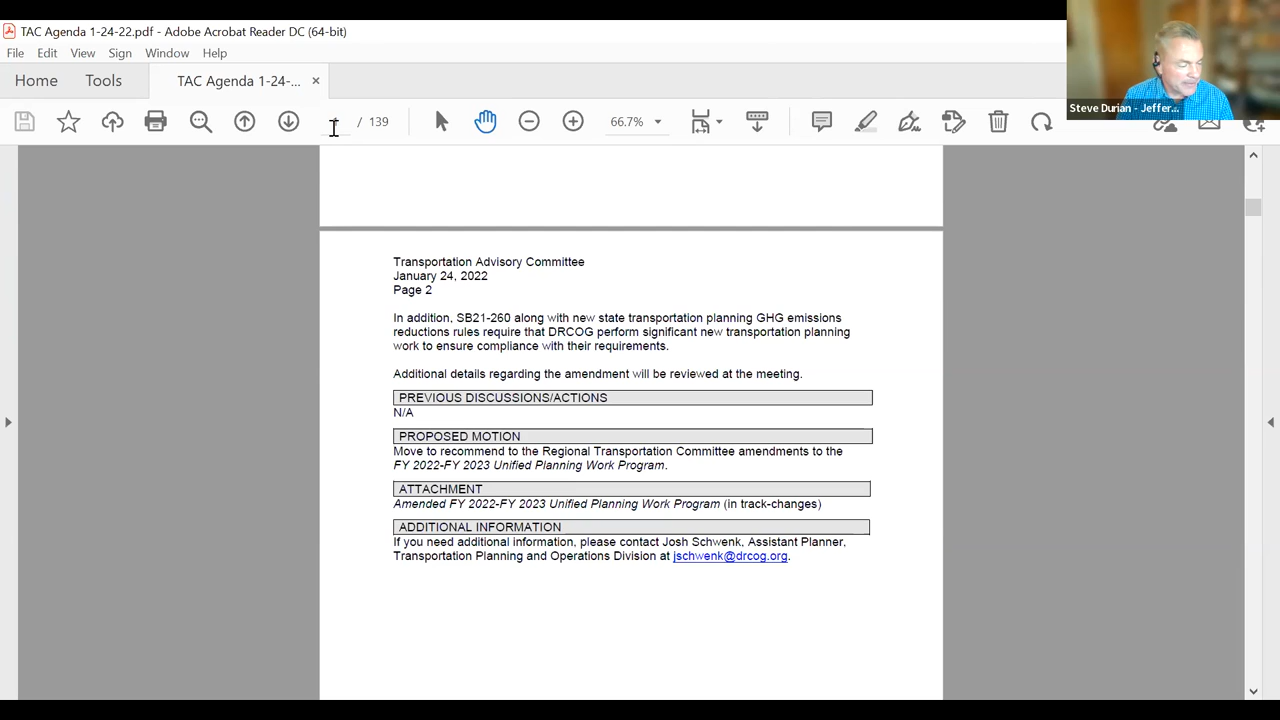 TAC Agenda 1-24-22.pdf - Adobe Acrobat Reader DC (64-bit)
File Edit View Sign Window Help
Home Tools TAC Agenda 1-24-... ×
/ 139 66.7%
Steve Durian - Jeffer...
Transportation Advisory Committee
January 24, 2022
Page 2
In addition, SB21-260 along with new state transportation planning GHG emissions
reductions rules require that DRCOG perform significant new transportation planning
work to ensure compliance with their requirements.
Additional details regarding the amendment will be reviewed at the meeting.
PREVIOUS DISCUSSIONS/ACTIONS
N/A
PROPOSED MOTION
Move to recommend to the Regional Transportation Committee amendments to the
FY 2022-FY 2023 Unified Planning Work Program.
ATTACHMENT
Amended FY 2022-FY 2023 Unified Planning Work Program (in track-changes)
ADDITIONAL INFORMATION
If you need additional information, please contact Josh Schwenk, Assistant Planner,
Transportation Planning and Operations Division at jschwenk@drcog.org.